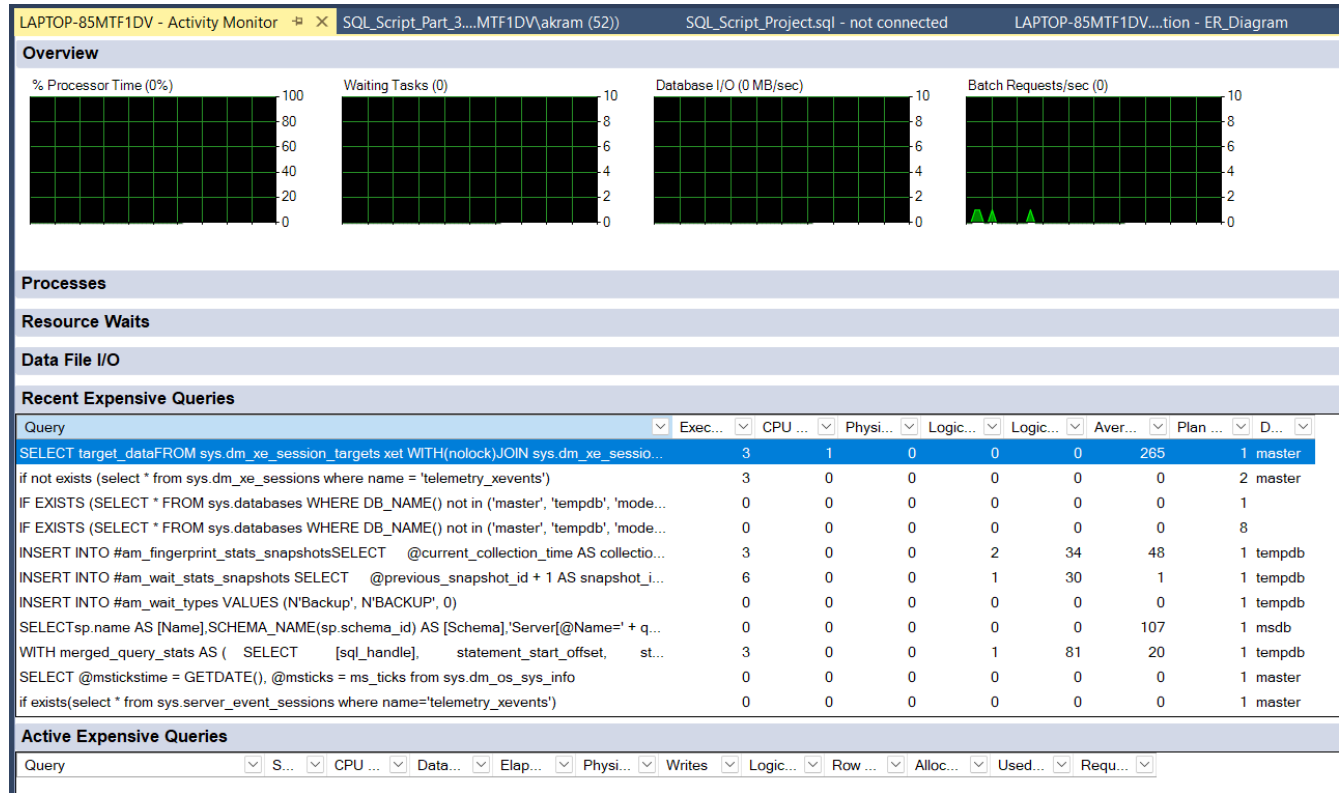 LAPTOP-85MTF1DV - Activity Monitor SQL_Script_Part_3....MTF1DV\akram (52)) SQL_Script_Project.sql - not connected LAPTOP-85MTF1DV....tion - ER_Diagram
Overview
% Processor Time (0%) Waiting Tasks (0) Database I/O (0 MB/sec) Batch Requests/sec (0)
100 10 10 10
80 8 8 8
60 6 6 6
40 4 4 4
20 2 2 2
0 0 0 0
Processes
Resource Waits
Data File I/O
Recent Expensive Queries
Query Exec... CPU ... Physi... Logic... Logic... Aver... Plan ... D...
SELECT target_dataFROM sys.dm_xe_session_targets xet WITH(nolock)JOIN sys.dm_xe_sessio... 3 1 0 0 0 265 1 master
if not exists (select * from sys.dm_xe_sessions where name = 'telemetry_xevents') 3 0 0 0 0 0 2 master
IF EXISTS (SELECT * FROM sys.databases WHERE DB_NAME() not in ('master', 'tempdb', 'mode... 0 0 0 0 0 0 1
IF EXISTS (SELECT * FROM sys.databases WHERE DB_NAME() not in ('master', 'tempdb', 'mode... 0 0 0 0 0 0 8
INSERT INTO #am_fingerprint_stats_snapshotsSELECT @current_collection_time AS collectio... 3 0 0 2 34 48 1 tempdb
INSERT INTO #am_wait_stats_snapshots SELECT @previous_snapshot_id + 1 AS snapshot_i... 6 0 0 1 30 1 1 tempdb
INSERT INTO #am_wait_types VALUES (N'Backup', N'BACKUP', 0) 0 0 0 0 0 0 1 tempdb
SELECTsp.name AS [Name],SCHEMA_NAME(sp.schema_id) AS [Schema],'Server[@Name=' + q... 0 0 0 0 0 107 1 msdb
WITH merged_query_stats AS ( SELECT [sql_handle], statement_start_offset, st... 3 0 0 1 81 20 1 tempdb
SELECT @mstickstime = GETDATE(), @msticks = ms_ticks from sys.dm_os_sys_info 0 0 0 0 0 0 1 master
if exists(select * from sys.server_event_sessions where name='telemetry_xevents') 0 0 0 0 0 0 1 master
Active Expensive Queries
Query S... CPU ... Data... Elap... Physi... Writes Logic... Row ... Alloc... Used... Requ...